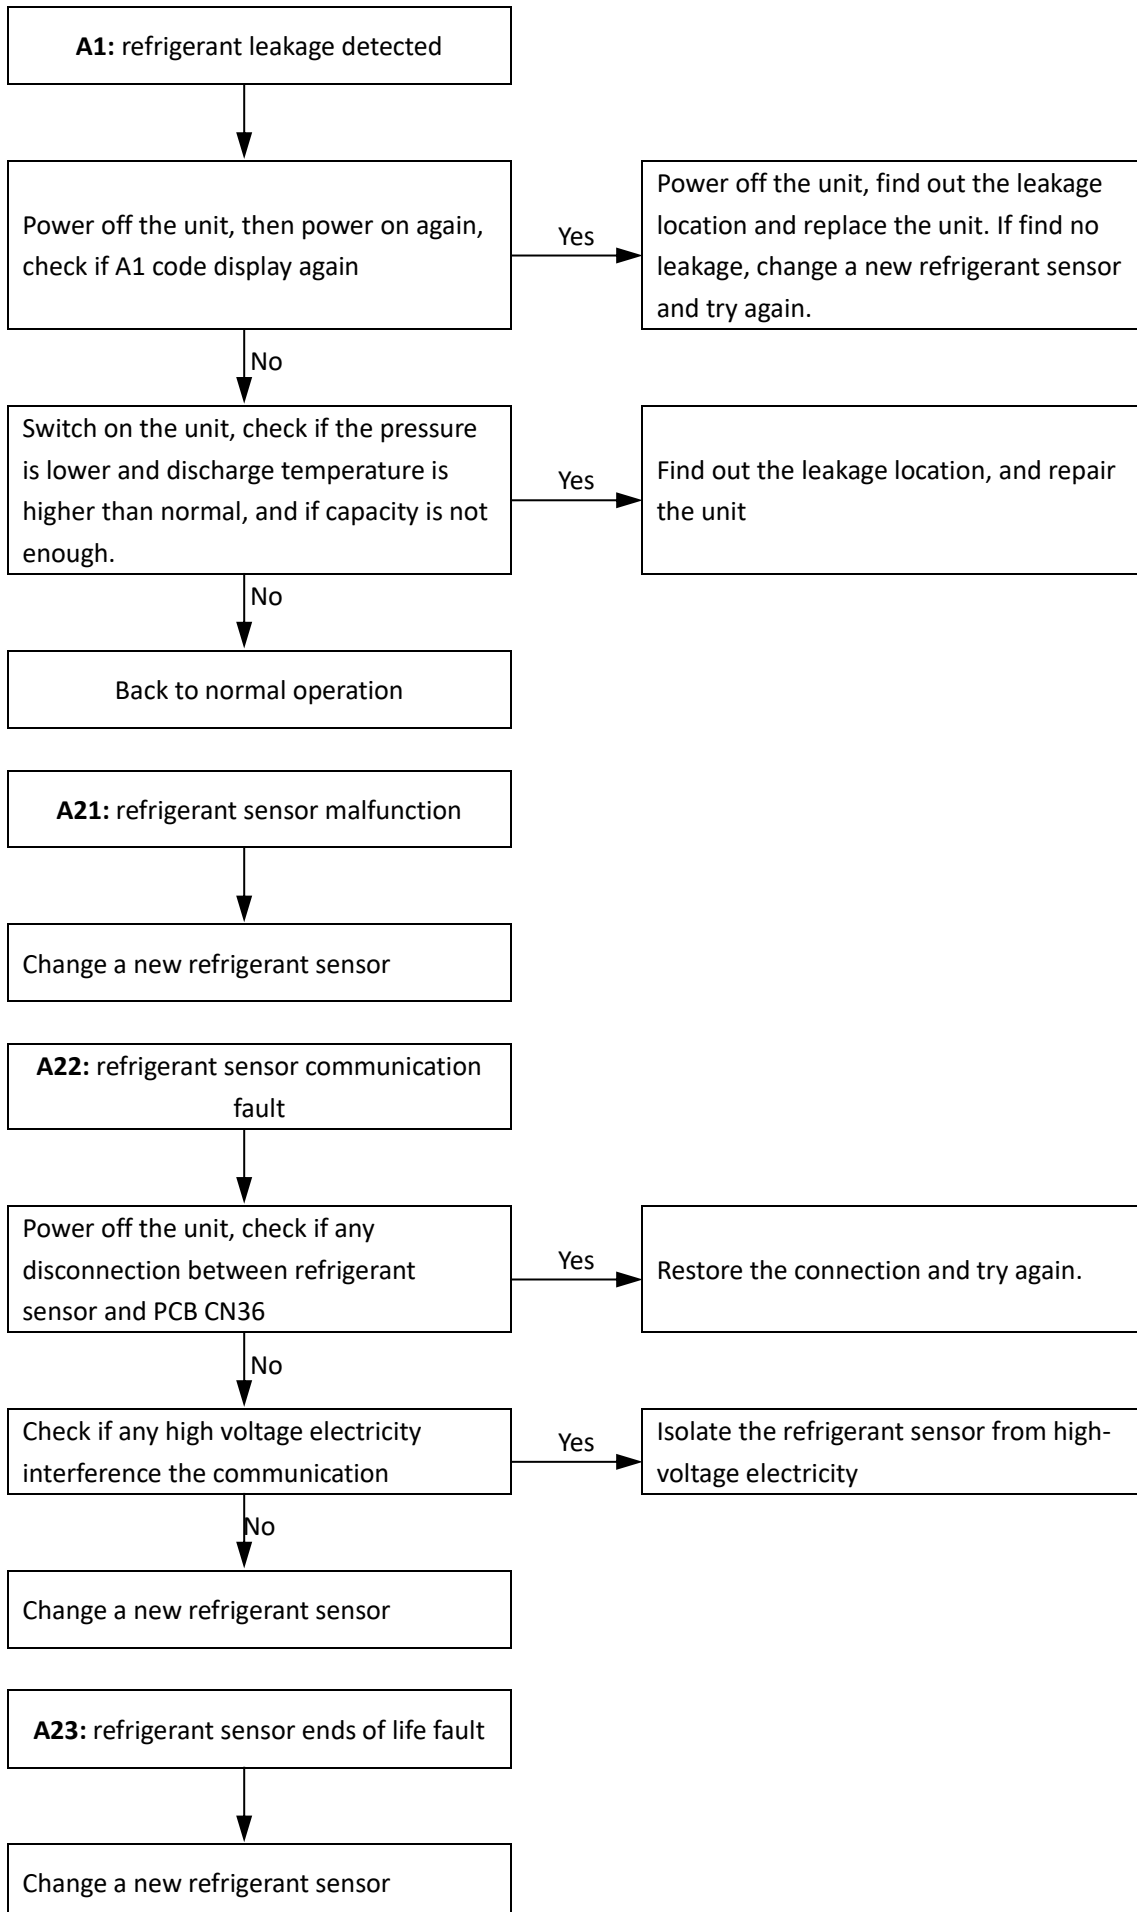 A1: refrigerant leakage detected
Power off the unit, then power on again,
check if A1 code display again
Yes
Power off the unit, find out the leakage
location and replace the unit. If find no
leakage, change a new refrigerant sensor
and try again.
No
Switch on the unit, check if the pressure
is lower and discharge temperature is
higher than normal, and if capacity is not
enough.
Yes
Find out the leakage location, and repair
the unit
No
Back to normal operation
A21: refrigerant sensor malfunction
Change a new refrigerant sensor
A22: refrigerant sensor communication
fault
Power off the unit, check if any
disconnection between refrigerant
sensor and PCB CN36
Yes
Restore the connection and try again.
No
Check if any high voltage electricity
interference the communication
Yes
Isolate the refrigerant sensor from high-
voltage electricity
No
Change a new refrigerant sensor
A23: refrigerant sensor ends of life fault
Change a new refrigerant sensor